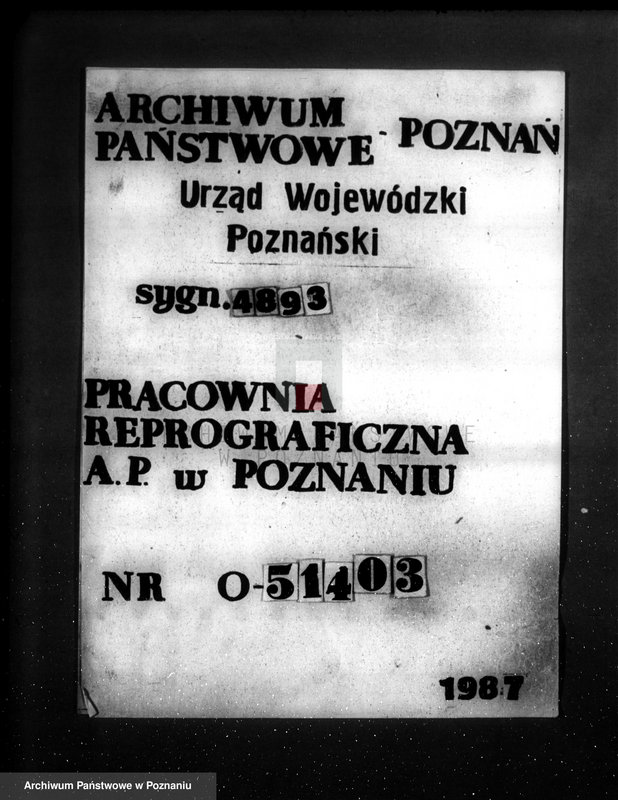 ARCHIWUM
PAŃSTWOWE - POZNAŃ
Urząd Wojewódzki
Poznański
sygn. 4893
PRACOWNIA
REPROGRAFICZNA
A.P. w POZNANIU
NR O-51403
1987
Archiwum Państwowe w Poznaniu